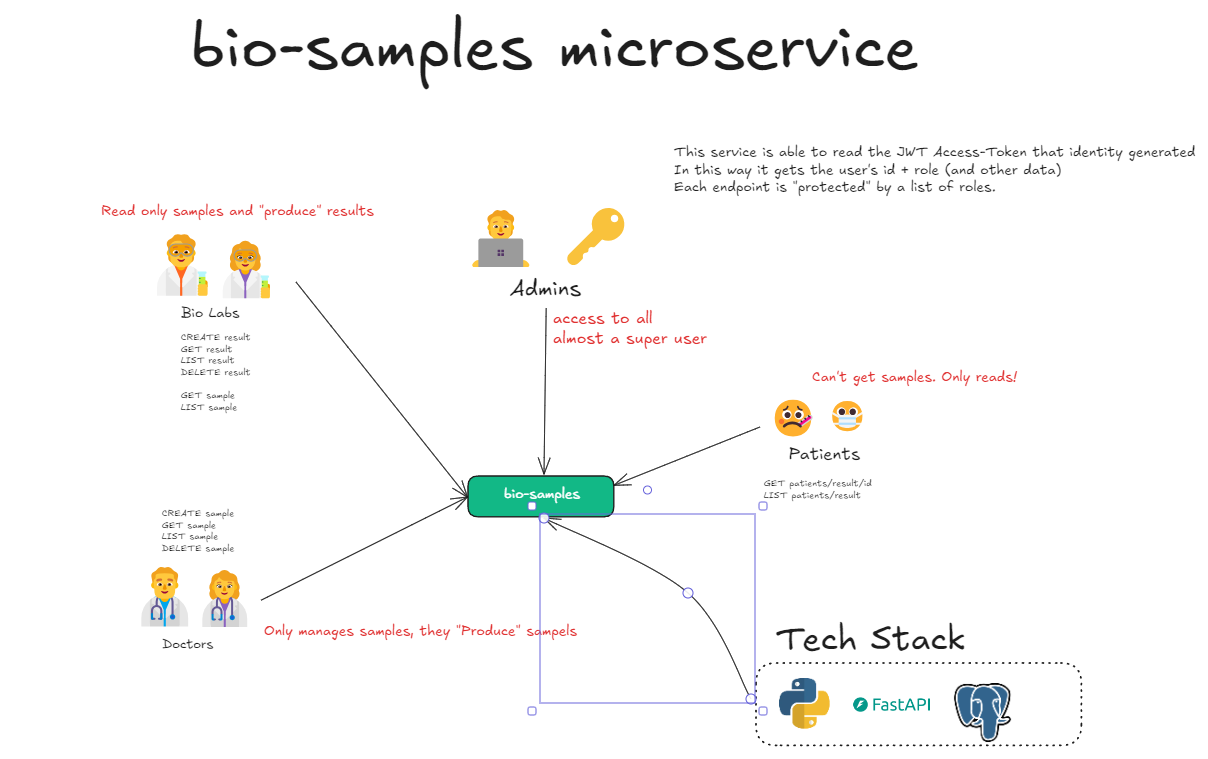 bio-samples microservice
This service is able to read the JWT Access-Token that identity generated
In this way it gets the user's id + role (and other data)
Each endpoint is "protected" by a list of roles.
Read only samples and "produce" results
Bio Labs
CREATE result
GET result
LIST result
DELETE result
GET sample
LIST sample
Admins
access to all
almost a super user
Can't get samples. Only reads!
Patients
GET patients/result/id
LIST patients/result
bio-samples
CREATE sample
GET sample
LIST sample
DELETE sample
Doctors
Only manages samples, they "Produce" sampels
Tech Stack
FastAPI